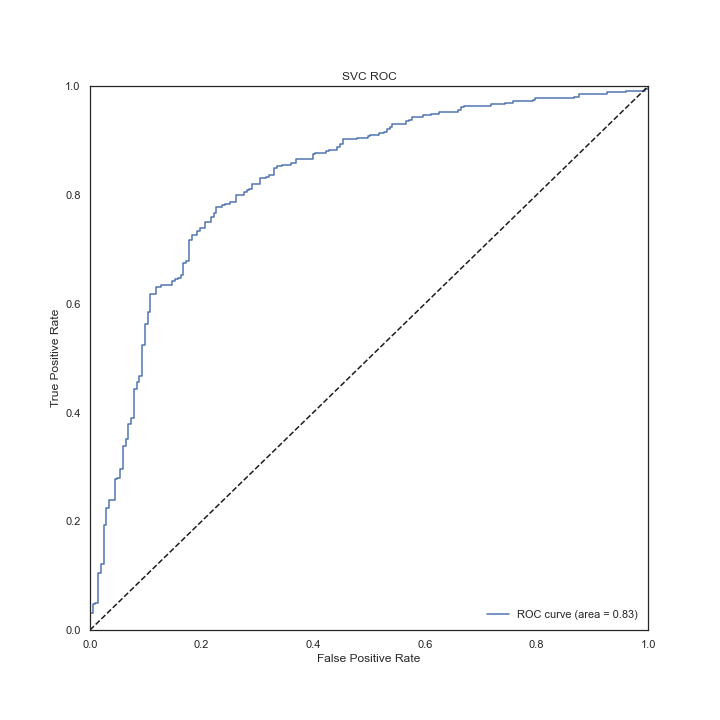 SVC ROC
1.0
0.8
0.6
0.4
0.2
0.0
True Positive Rate
ROC curve (area = 0.83)
0.0 0.2 0.4 0.6 0.8 1.0
False Positive Rate